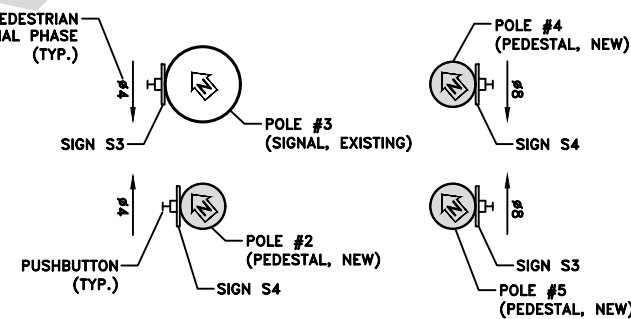 EDESTRIAN
NAL PHASE
(TYP.)
ø4
N
POLE #3
(SIGNAL, EXISTING)
SIGN S3
POLE #4
(PEDESTAL, NEW)
N
ø8
SIGN S4
ø4
N
POLE #2
(PEDESTAL, NEW)
PUSHBUTTON
(TYP.)
SIGN S4
N
ø8
SIGN S3
POLE #5
(PEDESTAL, NEW)